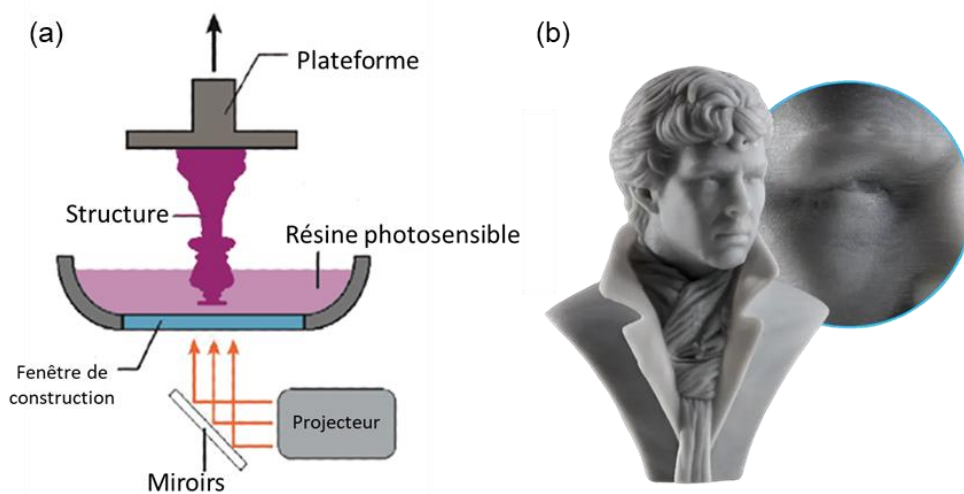 (a)
Plateforme
Structure
Résine photosensible
Fenêtre de
construction
Projecteur
Miroirs
(b)